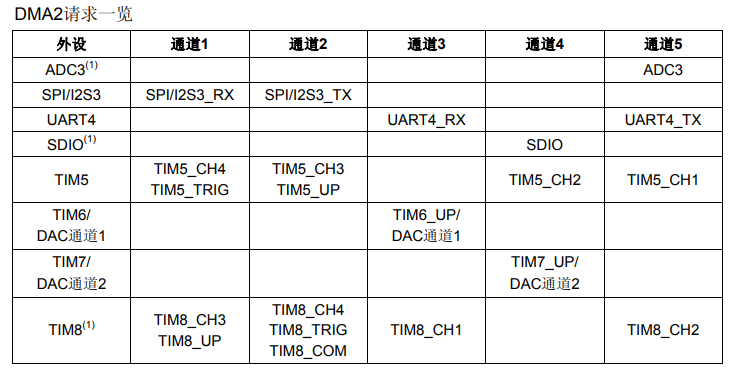 DMA2请求一览
外设 通道1 通道2 通道3 通道4 通道5
ADC3(1) ADC3
SPI/I2S3 SPI/I2S3_RX SPI/I2S3_TX
UART4 UART4_RX UART4_TX
SDIO(1) SDIO
TIM5 TIM5_CH4 TIM5_TRIG TIM5_CH3 TIM5_UP TIM5_CH2 TIM5_CH1
TIM6/ DAC通道1 TIM6_UP/ DAC通道1
TIM7/ DAC通道2 TIM7_UP/ DAC通道2
TIM8(1) TIM8_CH3 TIM8_UP TIM8_CH4 TIM8_TRIG TIM8_COM TIM8_CH1 TIM8_CH2